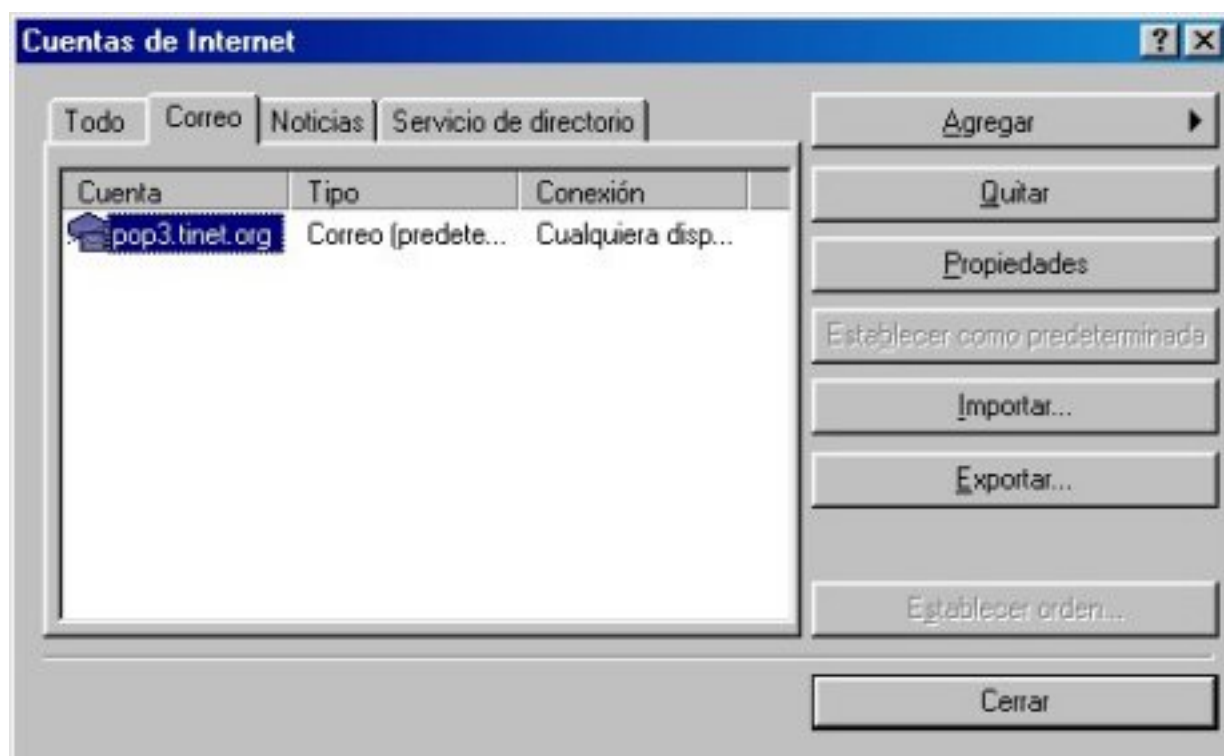 Cuentas de Internet
Todo Correo Noticias Servicio de directorio
Cuenta Tipo Conexión
pop3.tinet.org Correo (predete... Cualquiera disp...
Agregar
Quitar
Propiedades
Establecer como predeterminada
Importar...
Exportar...
Establecer orden...
Cerrar